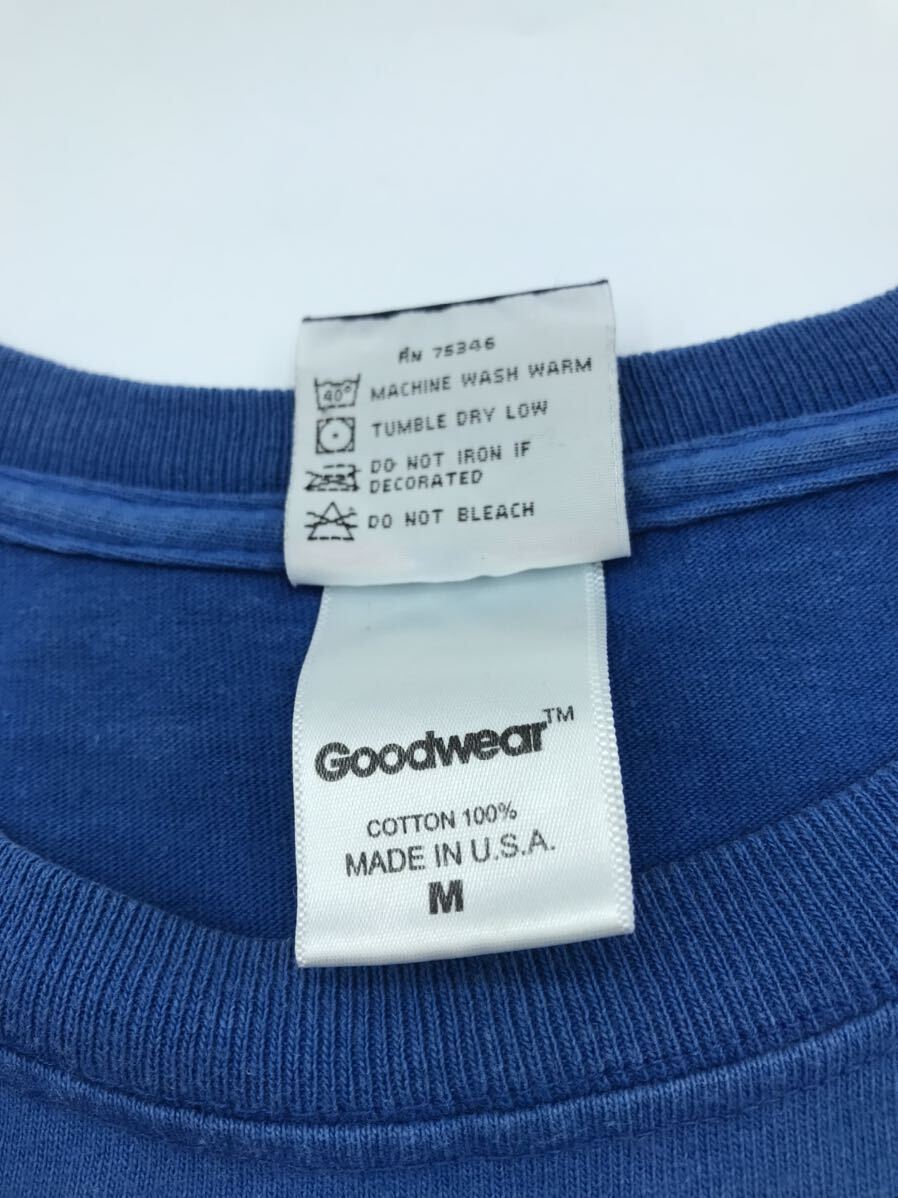 RN 75346
40°
MACHINE WASH WARM
TUMBLE DRY LOW
DO NOT IRON IF
DECORATED
DO NOT BLEACH
Goodwear™
COTTON 100%
MADE IN U.S.A.
M